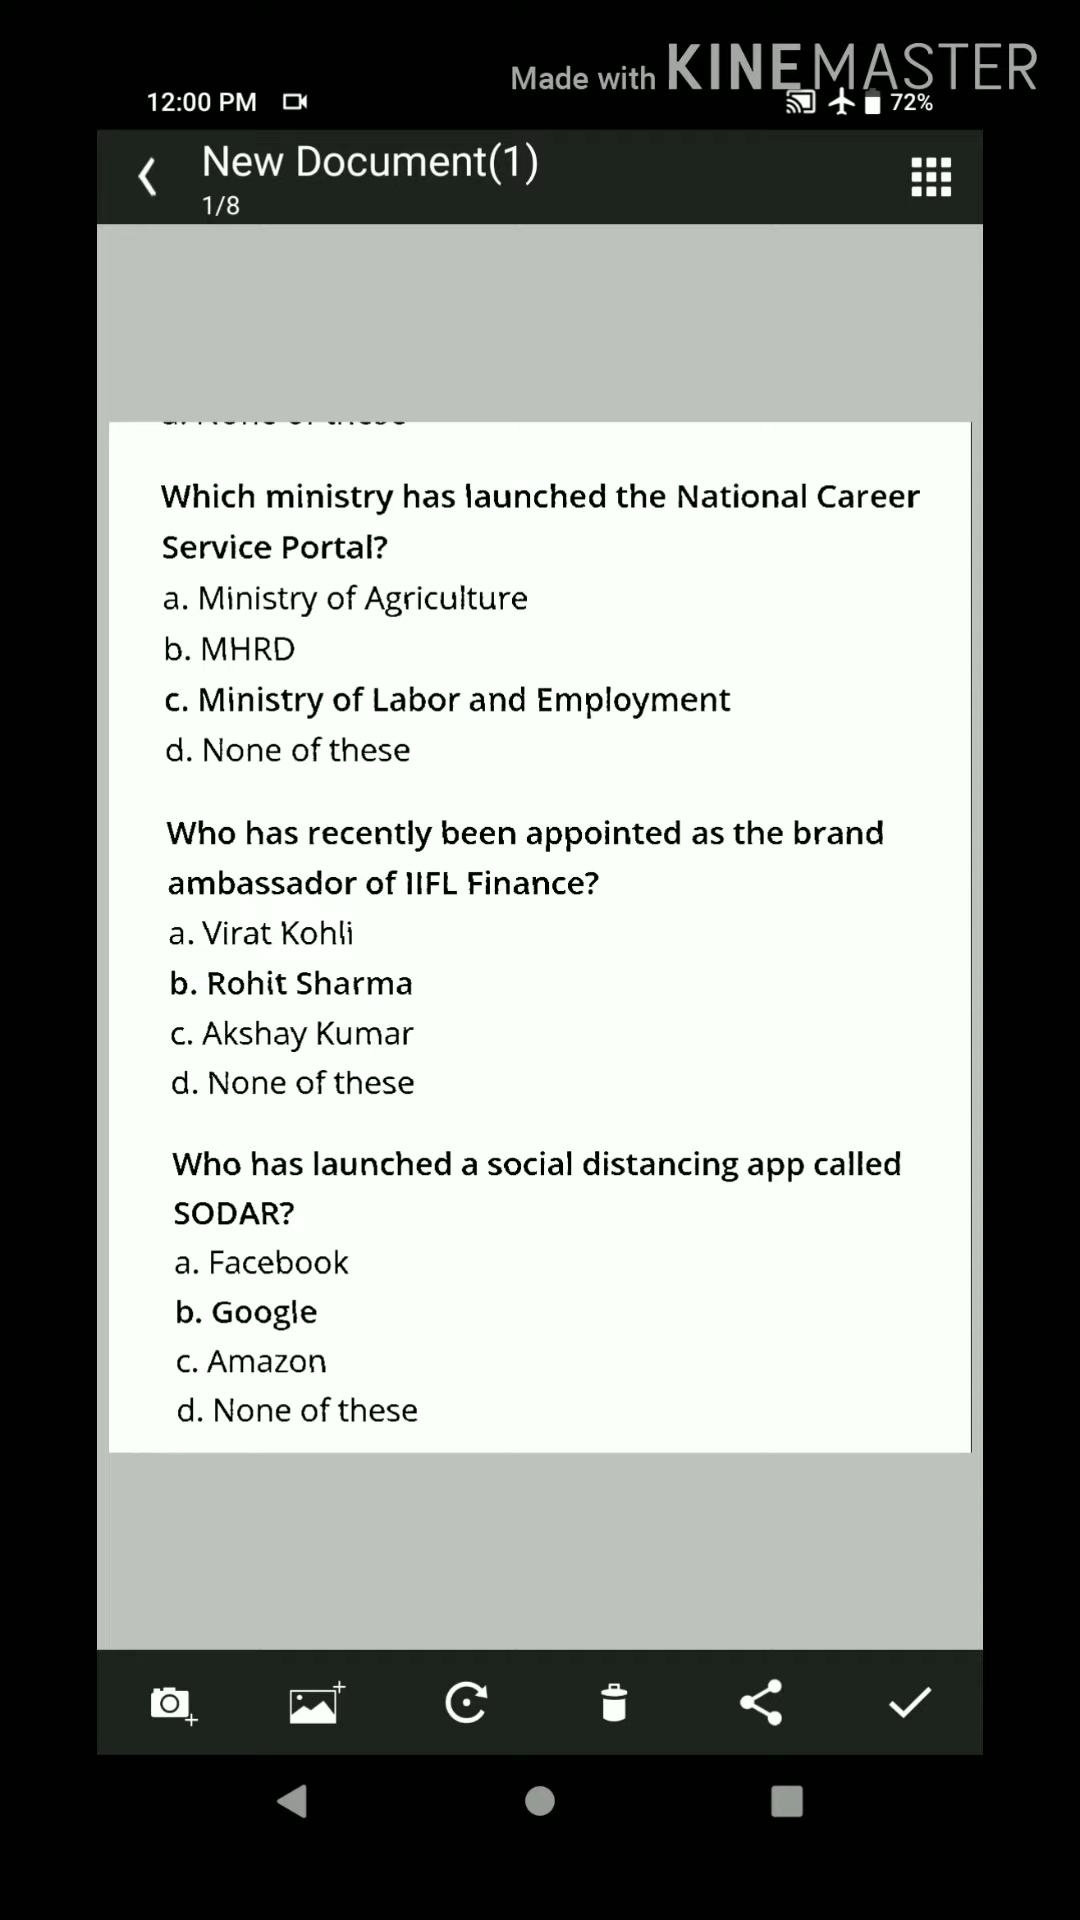 Made with KINEMASTER
12:00 PM 72%
New Document(1)
1/8
Which ministry has launched the National Career
Service Portal?
a. Ministry of Agriculture
b. MHRD
c. Ministry of Labor and Employment
d. None of these
Who has recently been appointed as the brand
ambassador of IIFL Finance?
a. Virat Kohli
b. Rohit Sharma
c. Akshay Kumar
d. None of these
Who has launched a social distancing app called
SODAR?
a. Facebook
b. Google
c. Amazon
d. None of these